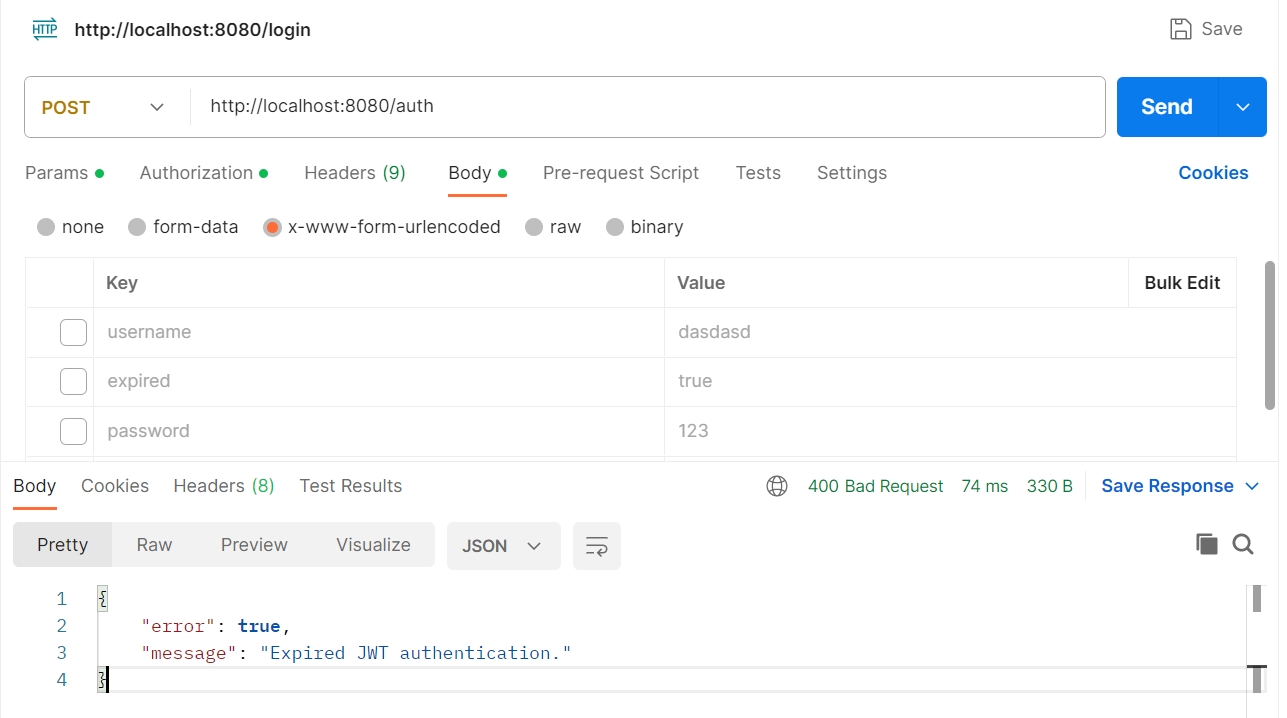 HTTP http://localhost:8080/login Save
POST http://localhost:8080/auth Send
Params Authorization Headers (9) Body Pre-request Script Tests Settings Cookies
none form-data x-www-form-urlencoded raw binary
Key Value Bulk Edit
username dasdasd
expired true
password 123
Body Cookies Headers (8) Test Results 400 Bad Request 74 ms 330 B Save Response
Pretty Raw Preview Visualize JSON
1 {
2 "error": true,
3 "message": "Expired JWT authentication."
4 }